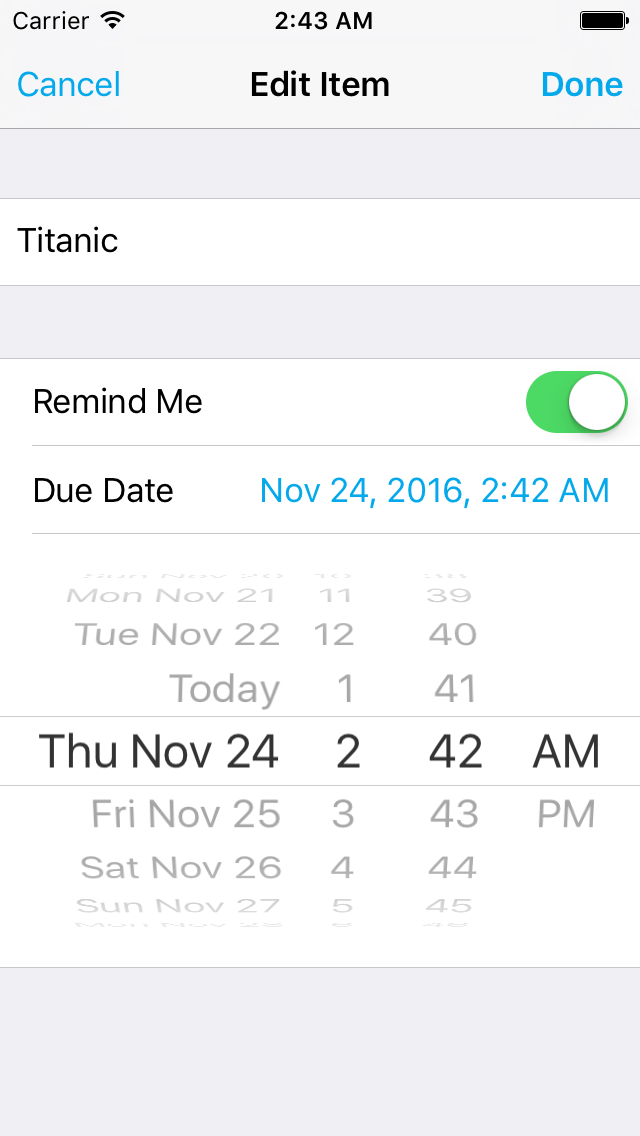 Carrier 2:43 AM
Cancel Edit Item Done
Titanic
Remind Me
Due Date Nov 24, 2016, 2:42 AM
Mon Nov 21 11 39
Tue Nov 22 12 40
Today 1 41
Thu Nov 24 2 42 AM
Fri Nov 25 3 43 PM
Sat Nov 26 4 44
Sun Nov 27 5 45